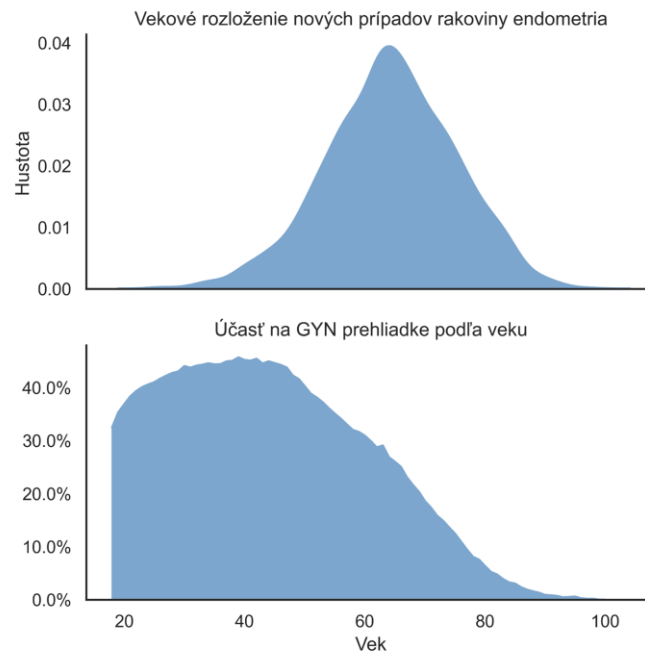 Vekové rozloženie nových prípadov rakoviny endometria
0.04
0.03
0.02
0.01
0.00
Hustota
Účasť na GYN prehliadke podľa veku
40.0%
30.0%
20.0%
10.0%
0.0%
20 40 60 80 100
Vek